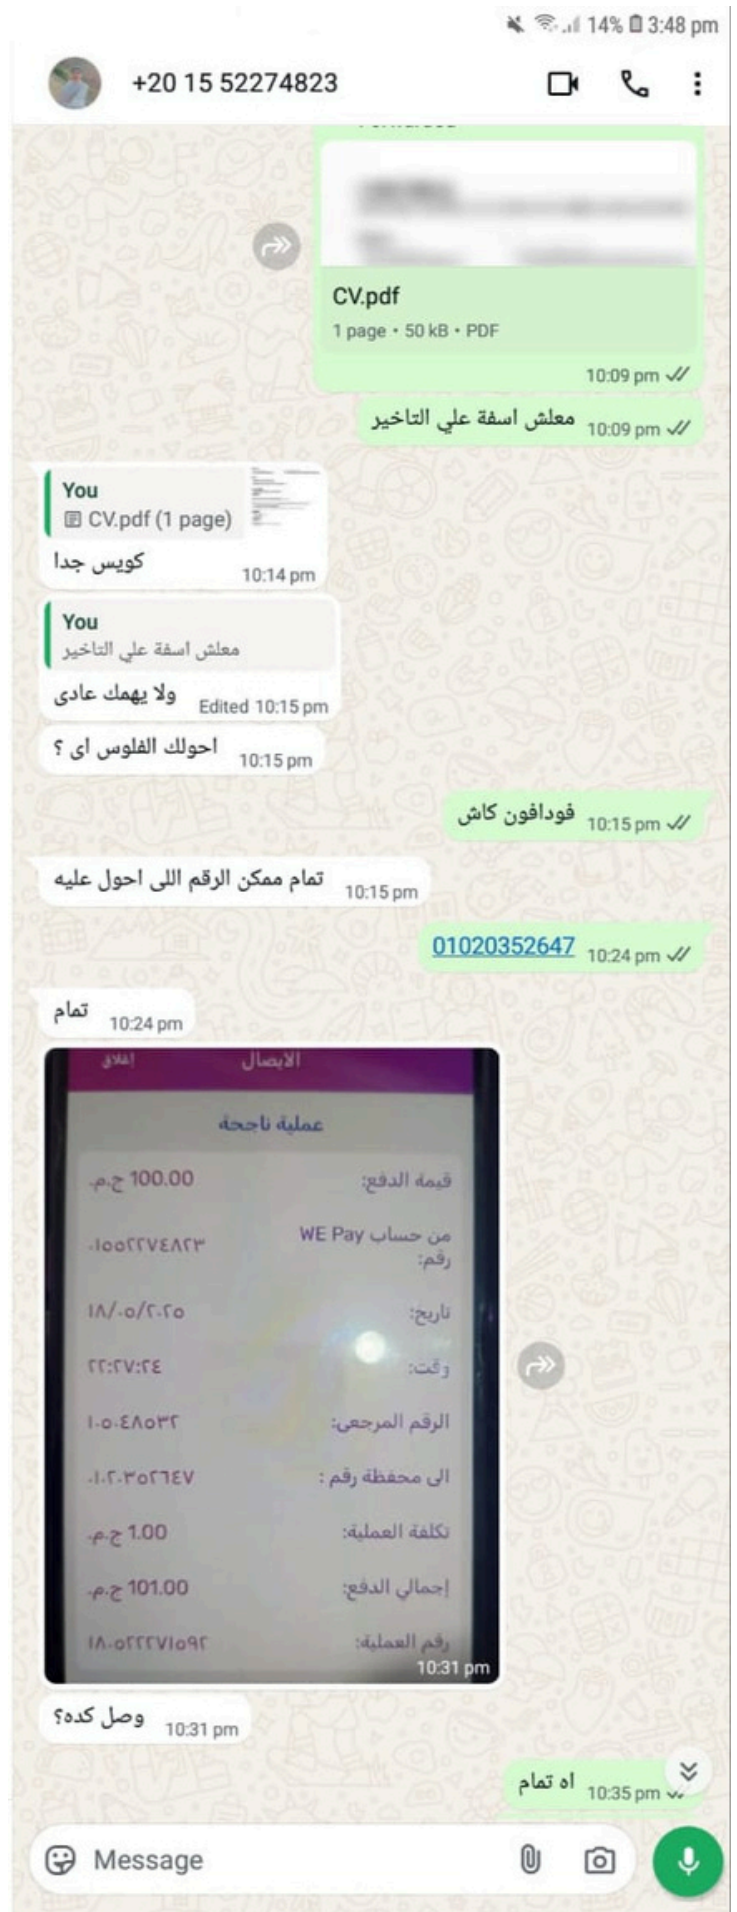 14% 3:48 pm
+20 15 52274823
CV.pdf
1 page • 50 kB • PDF
10:09 pm
معلش اسفة علي التاخير
10:09 pm
You
CV.pdf (1 page)
كويس جدا
10:14 pm
You
معلش اسفة علي التاخير
ولا يهمك عادى
Edited 10:15 pm
احولك الفلوس اى ؟
10:15 pm
فودافون كاش
10:15 pm
تمام ممكن الرقم اللى احول عليه
10:15 pm
01020352647
10:24 pm
تمام
10:24 pm
الايصال
إغلاق
عملية ناجحة
قيمة الدفع:
100.00 ج.م.
من حساب WE Pay
رقم:
٠١٥٥٢٢٧٤٨٢٣
تاريخ:
١٨/٠٥/٢٠٢٥
وقت:
٢٢:٢٧:٢٤
الرقم المرجعى:
١٠٥٠٤٨٥٣٢
الى محفظة رقم :
٠١٠٢٠٣٥٢٦٤٧
تكلفة العملية:
1.00 ج.م.
إجمالي الدفع:
101.00 ج.م.
رقم العملية:
١٨٠٥٢٢٢٧١٥٩٢
10:31 pm
وصل كده؟
10:31 pm
اه تمام
10:35 pm
Message